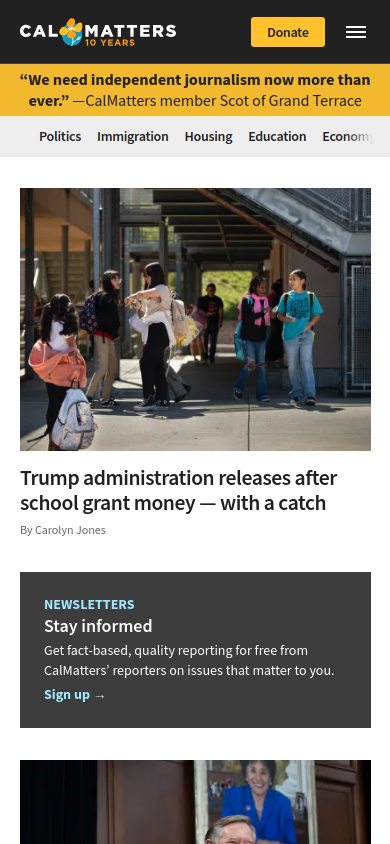 CALMATTERS
10 YEARS
Donate
“We need independent journalism now more than
ever.” —CalMatters member Scot of Grand Terrace
Politics Immigration Housing Education Economy
Trump administration releases after
school grant money — with a catch
By Carolyn Jones
NEWSLETTERS
Stay informed
Get fact-based, quality reporting for free from
CalMatters’ reporters on issues that matter to you.
Sign up →